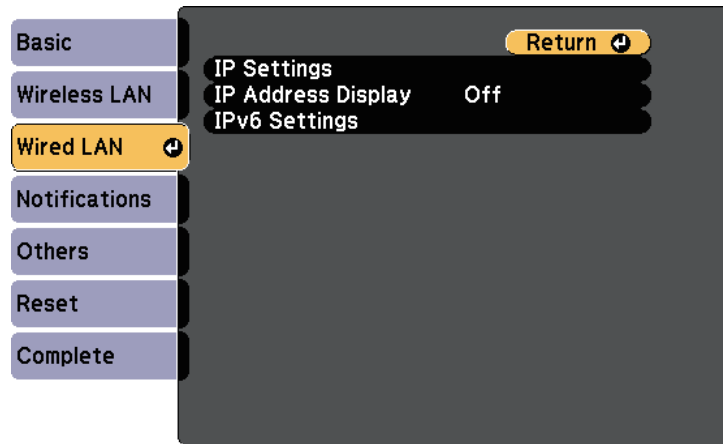 Basic
Wireless LAN
Wired LAN
Notifications
Others
Reset
Complete
Return
IP Settings
IP Address Display Off
IPv6 Settings